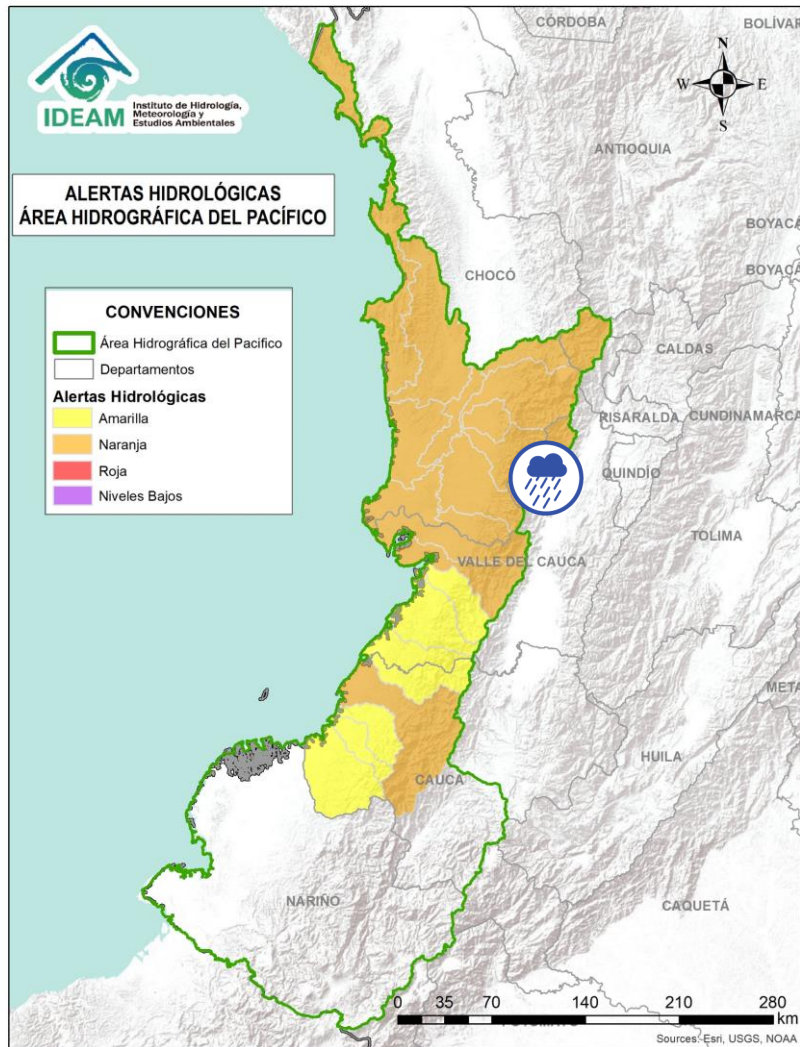 IDEAM
Instituto de Hidrología,
Meteorología y
Estudios Ambientales
ALERTAS HIDROLÓGICAS
ÁREA HIDROGRÁFICA DEL PACÍFICO
CONVENCIONES
Área Hidrográfica del Pacifico
Departamentos
Alertas Hidrológicas
Amarilla
Naranja
Roja
Niveles Bajos
CÓRDOBA
BOLÍVAR
N
W
E
S
ANTIOQUIA
BOYACÁ
BOYACÁ
CHOCÓ
CALDAS
RISARALDA
CUNDINAMARCA
QUINDÍO
TOLIMA
VALLE DEL CAUCA
META
HUILA
CAUCA
NARIÑO
CAQUETÁ
0 35 70 140 210 280
km
Sources: Esri, USGS, NOAA